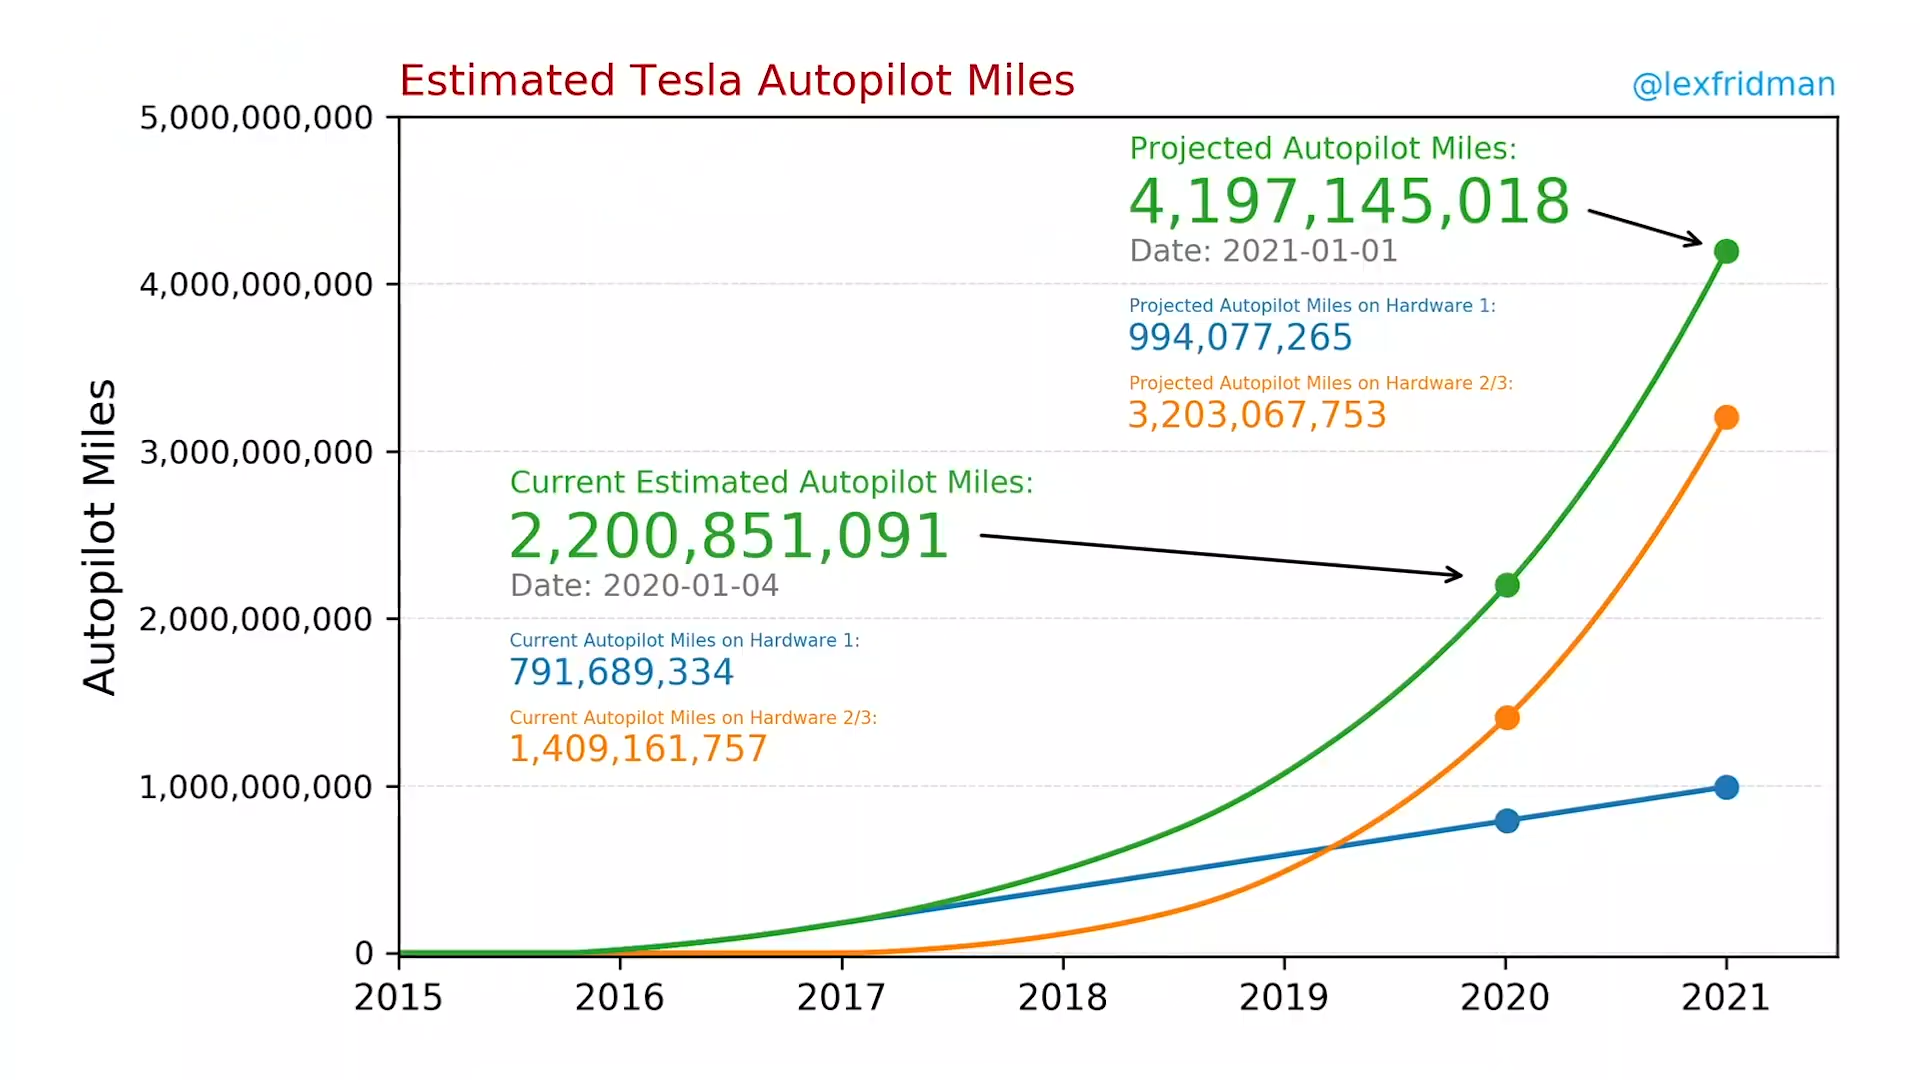 Estimated Tesla Autopilot Miles
@lexfridman
5,000,000,000
4,000,000,000
3,000,000,000
2,000,000,000
1,000,000,000
0
Autopilot Miles
Projected Autopilot Miles:
4,197,145,018
Date: 2021-01-01
Projected Autopilot Miles on Hardware 1:
994,077,265
Projected Autopilot Miles on Hardware 2/3:
3,203,067,753
Current Estimated Autopilot Miles:
2,200,851,091
Date: 2020-01-04
Current Autopilot Miles on Hardware 1:
791,689,334
Current Autopilot Miles on Hardware 2/3:
1,409,161,757
2015
2016
2017
2018
2019
2020
2021